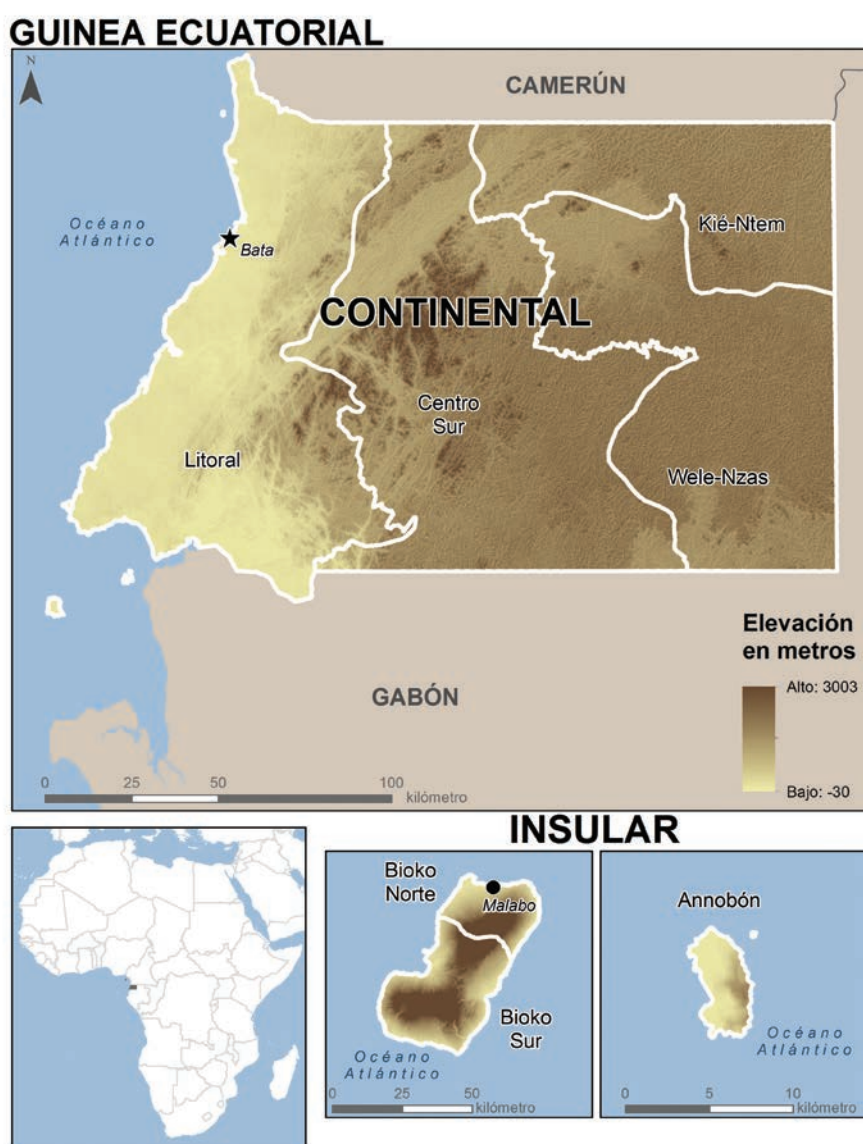 GUINEA ECUATORIAL
N
CAMERÚN
Océano
Atlántico
Bata
Kié-Ntem
CONTINENTAL
Centro
Sur
Litoral
Wele-Nzas
Elevación
en metros
Alto: 3003
Bajo: -30
GABÓN
0 25 50 100
kilómetro
INSULAR
Bioko
Norte
Malabo
Bioko
Sur
Océano
Atlántico
0 25 50
kilómetro
Annobón
Océano
Atlántico
0 5 10
kilómetro